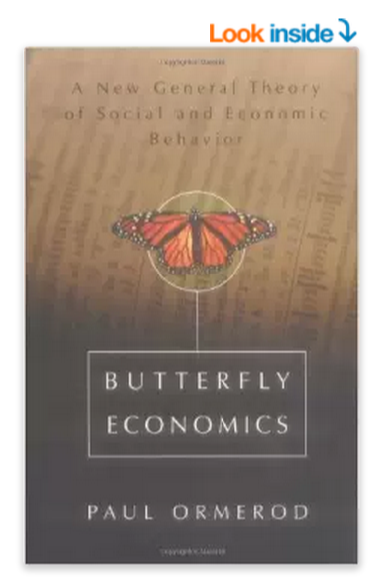 Look inside
A New General Theory
of Social and Economic
Behavior
BUTTERFLY
ECONOMICS
PAUL ORMEROD